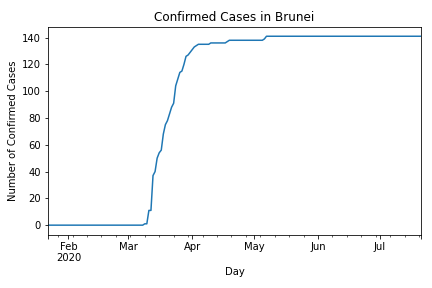 Confirmed Cases in Brunei
Number of Confirmed Cases
140
120
100
80
60
40
20
0
Feb
2020
Mar
Apr
May
Jun
Jul
Day